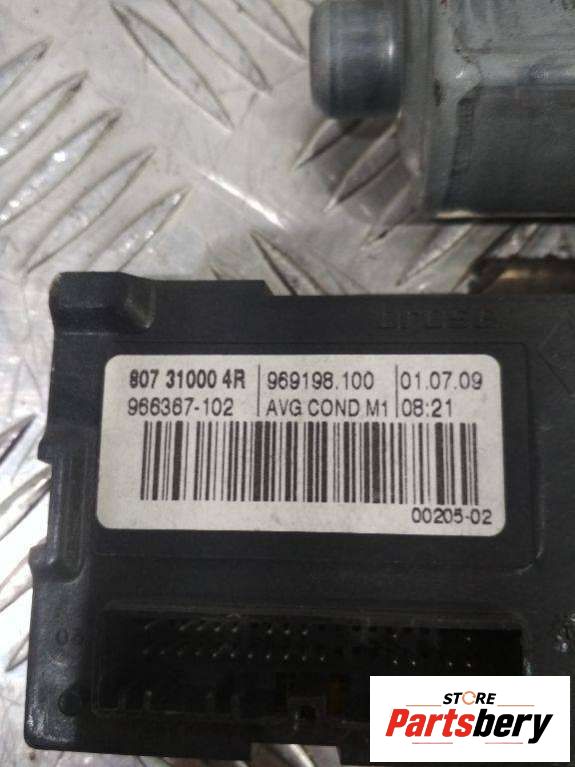 brose
807 31000 4R 969198.100 01.07.09
966367-102 AVG COND M1 08:21
00205-02
STORE
Partsbery